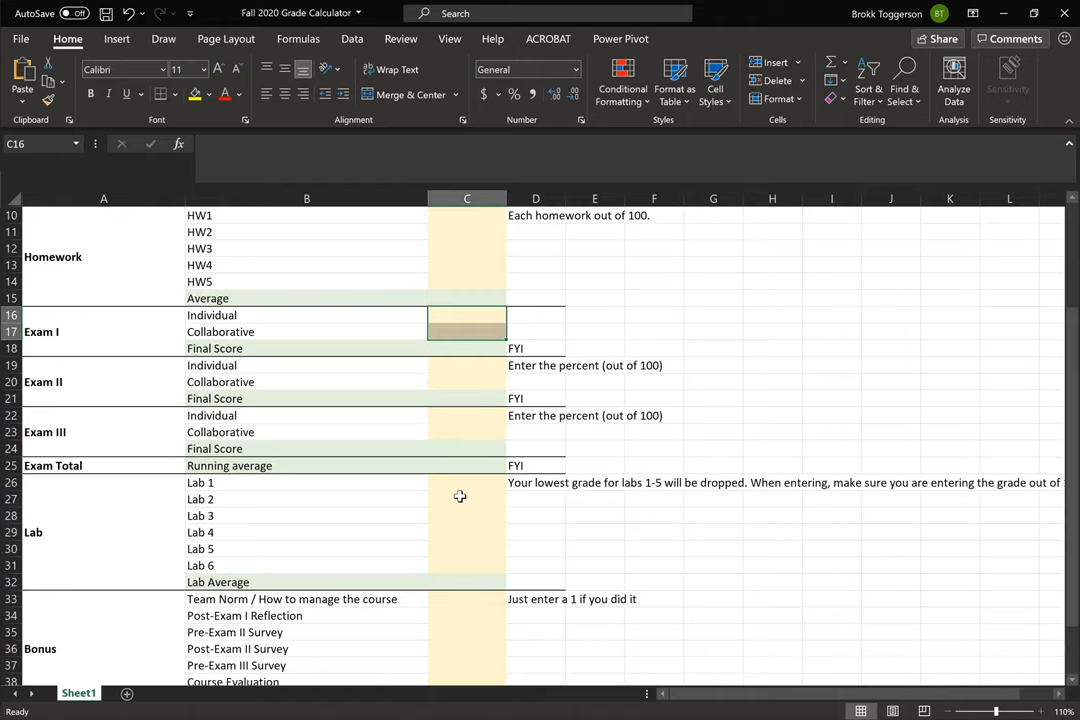 AutoSave Off Fall 2020 Grade Calculator Search Brokk Toggerson BT
File Home Insert Draw Page Layout Formulas Data Review View Help ACROBAT Power Pivot Share Comments
Paste Calibri 11 A A Wrap Text General Conditional Formatting Format as Table Cell Styles Insert Delete Format Sort & Filter Find & Select Analyze Data Sensitivity
B I U A Merge & Center $ % ,
Clipboard Font Alignment Number Styles Cells Editing Analysis Sensitivity
C16 fx
A B C D E F G H I J K L
10 HW1 Each homework out of 100.
11 HW2
12 Homework HW3
13 HW4
14 HW5
15 Average
16 Individual
17 Exam I Collaborative
18 Final Score FYI
19 Individual Enter the percent (out of 100)
20 Exam II Collaborative
21 Final Score FYI
22 Individual Enter the percent (out of 100)
23 Exam III Collaborative
24 Final Score
25 Exam Total Running average FYI
26 Lab 1 Your lowest grade for labs 1-5 will be dropped. When entering, make sure you are entering the grade out of
27 Lab 2
28 Lab 3
29 Lab Lab 4
30 Lab 5
31 Lab 6
32 Lab Average
33 Team Norm / How to manage the course Just enter a 1 if you did it
34 Post-Exam I Reflection
35 Pre-Exam II Survey
36 Bonus Post-Exam II Survey
37 Pre-Exam III Survey
38 Course Evaluation
Sheet1
Ready 110%